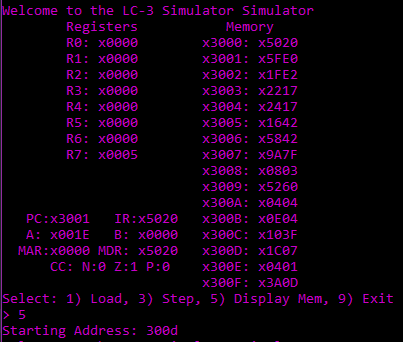 Welcome to the LC-3 Simulator Simulator
Registers Memory
R0: x0000 x3000: x5020
R1: x0000 x3001: x5FE0
R2: x0000 x3002: x1FE2
R3: x0000 x3003: x2217
R4: x0000 x3004: x2417
R5: x0000 x3005: x1642
R6: x0000 x3006: x5842
R7: x0005 x3007: x9A7F
x3008: x0803
x3009: x5260
x300A: x0404
PC:x3001 IR:x5020 x300B: x0E04
A: x001E B: x0000 x300C: x103F
MAR:x0000 MDR: x5020 x300D: x1C07
CC: N:0 Z:1 P:0 x300E: x0401
x300F: x3A0D
Select: 1) Load, 3) Step, 5) Display Mem, 9) Exit
> 5
Starting Address: 300d